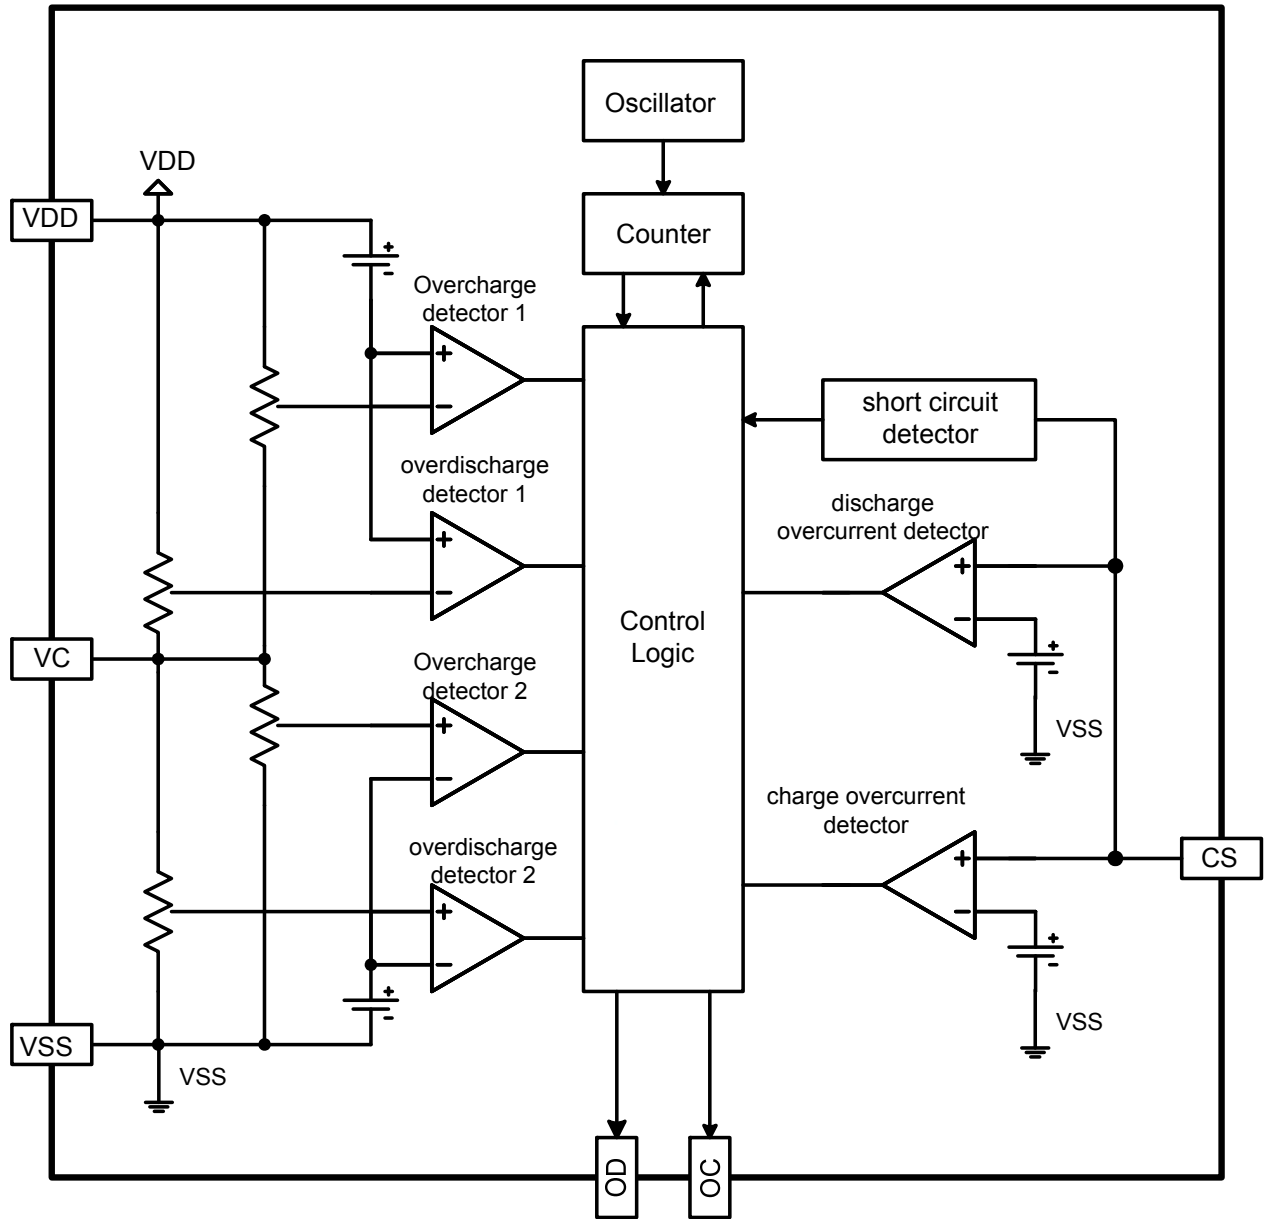 Oscillator
VDD
VDD
Counter
+
-
Overcharge
detector 1
+
-
short circuit
detector
overdischarge
detector 1
discharge
overcurrent detector
+
-
+
-
Control
Logic
+
-
VC
Overcharge
detector 2
+
-
VSS
charge overcurrent
detector
overdischarge
detector 2
+
-
CS
+
-
+
-
+
-
VSS
VSS
VSS
OD
OC